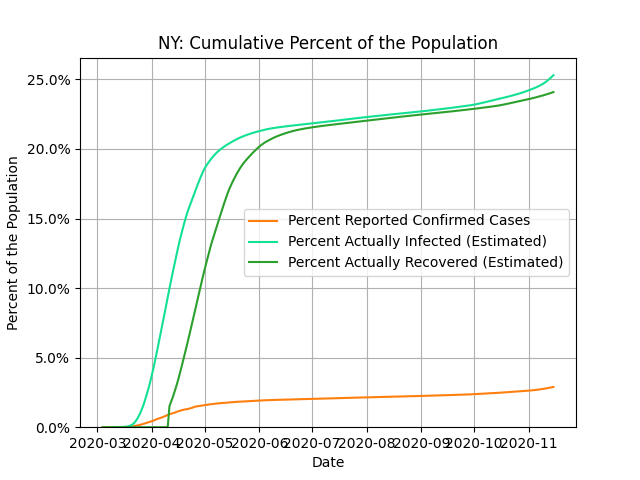 NY: Cumulative Percent of the Population
25.0%
20.0%
15.0%
10.0%
5.0%
0.0%
Percent of the Population
Percent Reported Confirmed Cases
Percent Actually Infected (Estimated)
Percent Actually Recovered (Estimated)
2020-03 2020-04 2020-05 2020-06 2020-07 2020-08 2020-09 2020-10 2020-11
Date